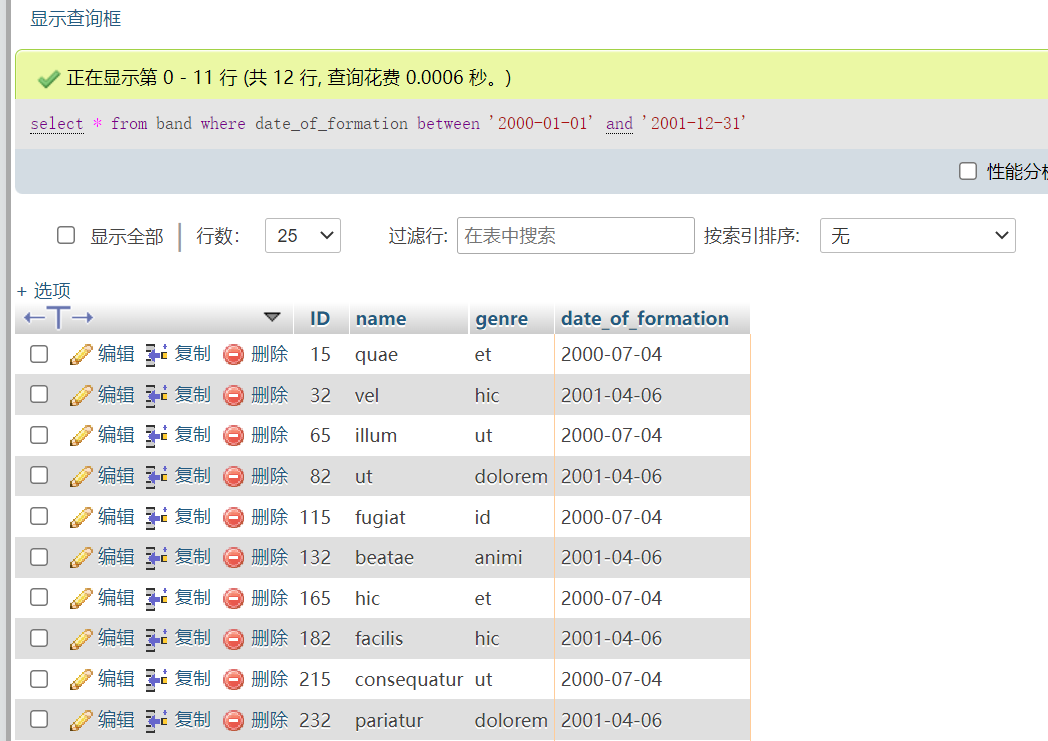 显示查询框
正在显示第 0 - 11 行 (共 12 行, 查询花费 0.0006 秒。)
select * from band where date_of_formation between '2000-01-01' and '2001-12-31'
性能分析
显示全部 行数： 25 过滤行: 在表中搜索 按索引排序: 无
+ 选项
←T→ ID name genre date_of_formation
编辑 复制 删除 15 quae et 2000-07-04
编辑 复制 删除 32 vel hic 2001-04-06
编辑 复制 删除 65 illum ut 2000-07-04
编辑 复制 删除 82 ut dolorem 2001-04-06
编辑 复制 删除 115 fugiat id 2000-07-04
编辑 复制 删除 132 beatae animi 2001-04-06
编辑 复制 删除 165 hic et 2000-07-04
编辑 复制 删除 182 facilis hic 2001-04-06
编辑 复制 删除 215 consequatur ut 2000-07-04
编辑 复制 删除 232 pariatur dolorem 2001-04-06